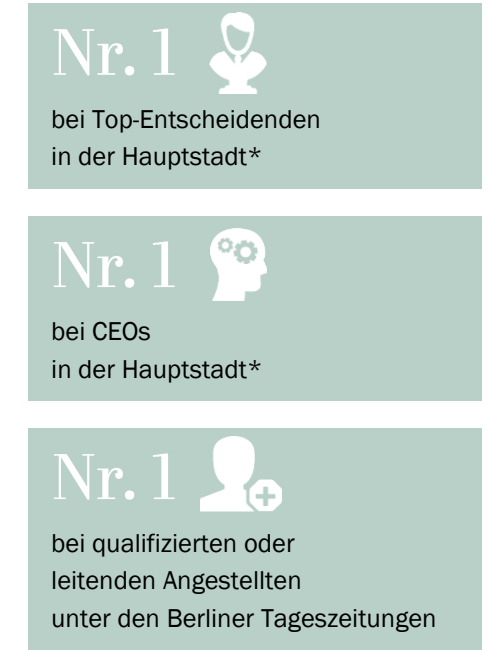 Nr. 1
bei Top-Entscheidenden
in der Hauptstadt*
Nr. 1
bei CEOs
in der Hauptstadt*
Nr. 1
bei qualifizierten oder
leitenden Angestellten
unter den Berliner Tageszeitungen